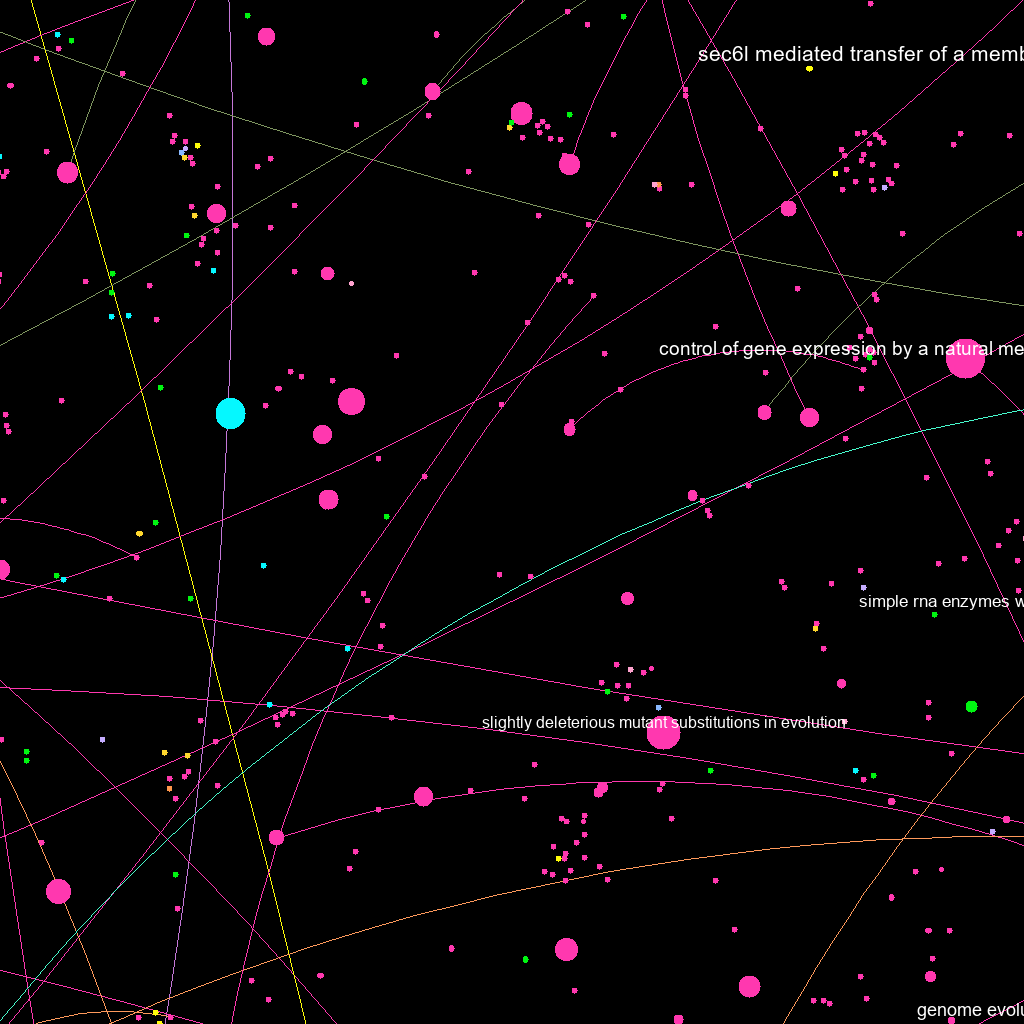 sec6l mediated transfer of a memb
control of gene expression by a natural me
simple rna enzymes w
slightly deleterious mutant substitutions in evolution
genome evolu